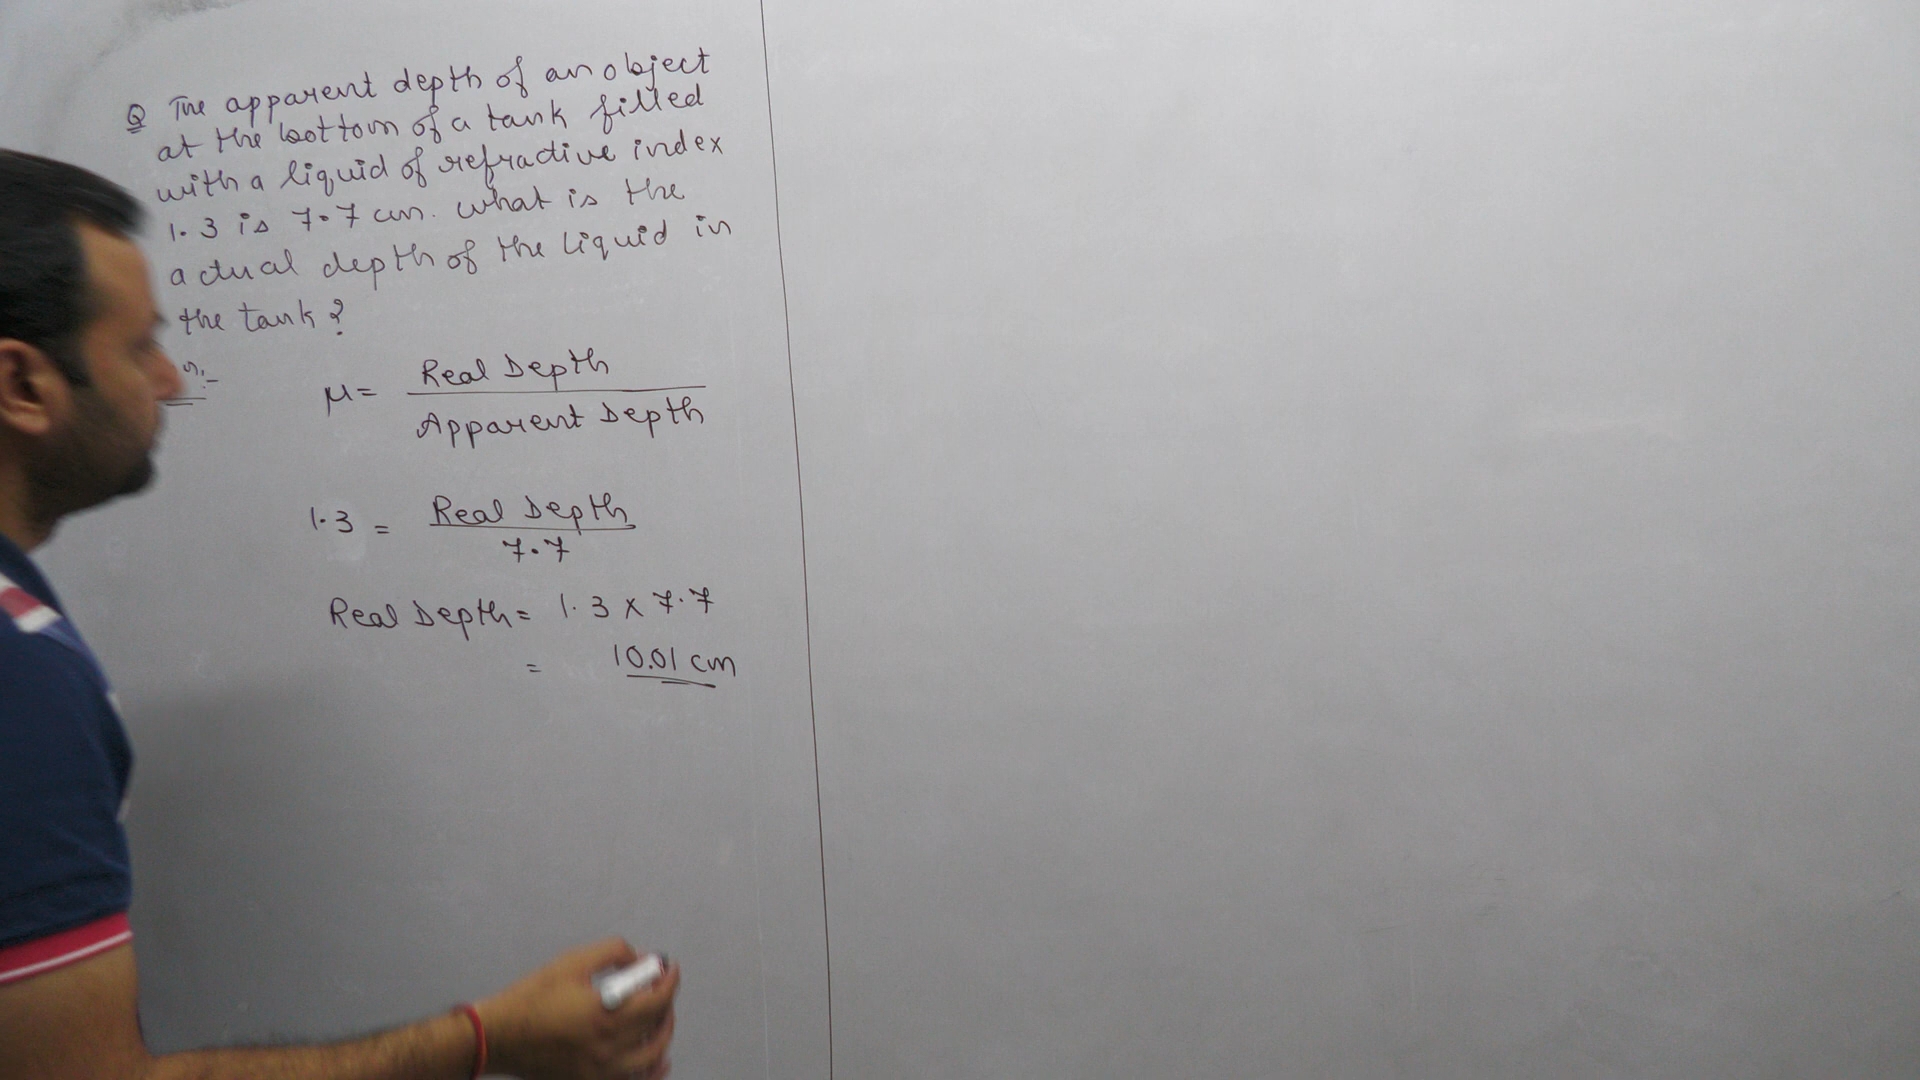 Q The apparent depth of an object
at the bottom of a tank filled
with a liquid of refractive index
1.3 is 7.7 cm. what is the
actual depth of the liquid in
the tank?
μ = Real Depth
Apparent Depth
1.3 = Real Depth
7.7
Real Depth = 1.3 x 7.7
= 10.01 cm